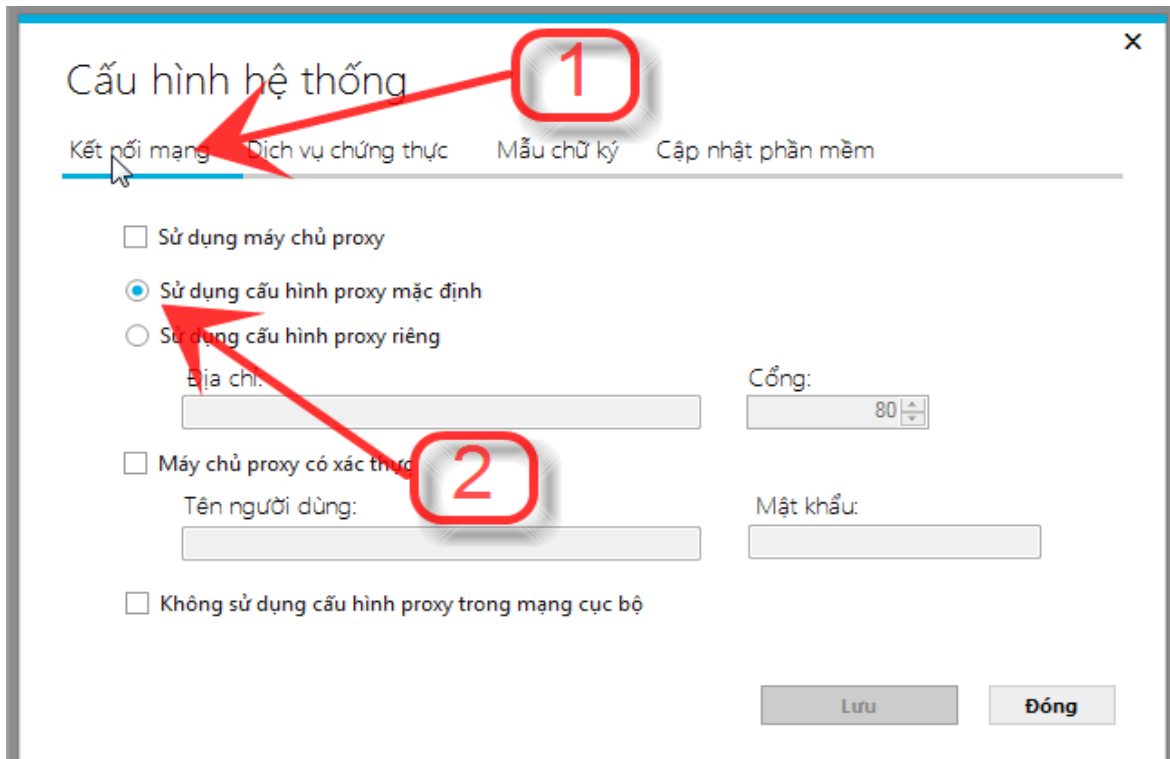 1
Cấu hình hệ thống
Kết nối mạng Dịch vụ chứng thực Mẫu chữ ký Cập nhật phần mềm
Sử dụng máy chủ proxy
Sử dụng cấu hình proxy mặc định
Sử dụng cấu hình proxy riêng
Địa chỉ: Cổng:
80
Máy chủ proxy có xác thực
2
Tên người dùng: Mật khẩu:
Không sử dụng cấu hình proxy trong mạng cục bộ
Lưu Đóng